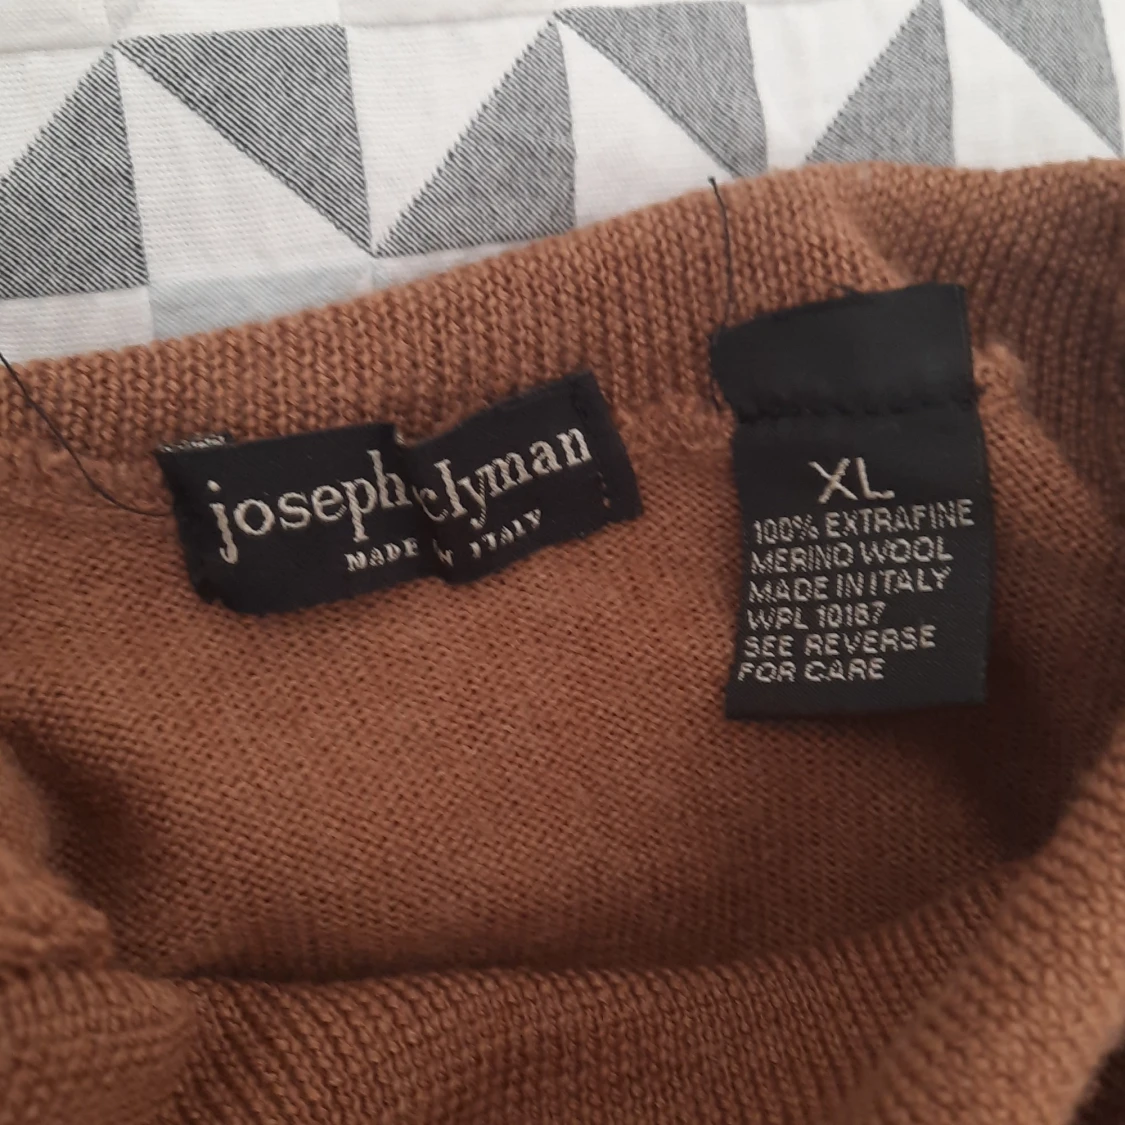 joseph clyman
MADE ITALY
XL
100% EXTRAFINE
MERINO WOOL
MADE IN ITALY
WPL 10167
SEE REVERSE
FOR CARE